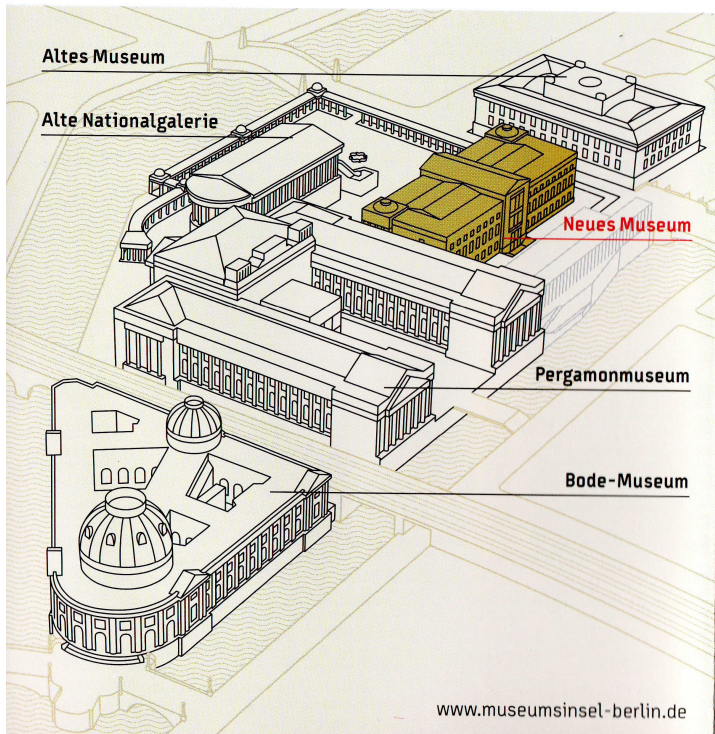 Altes Museum
Alte Nationalgalerie
Neues Museum
Pergamonmuseum
Bode-Museum
www.museumsinsel-berlin.de